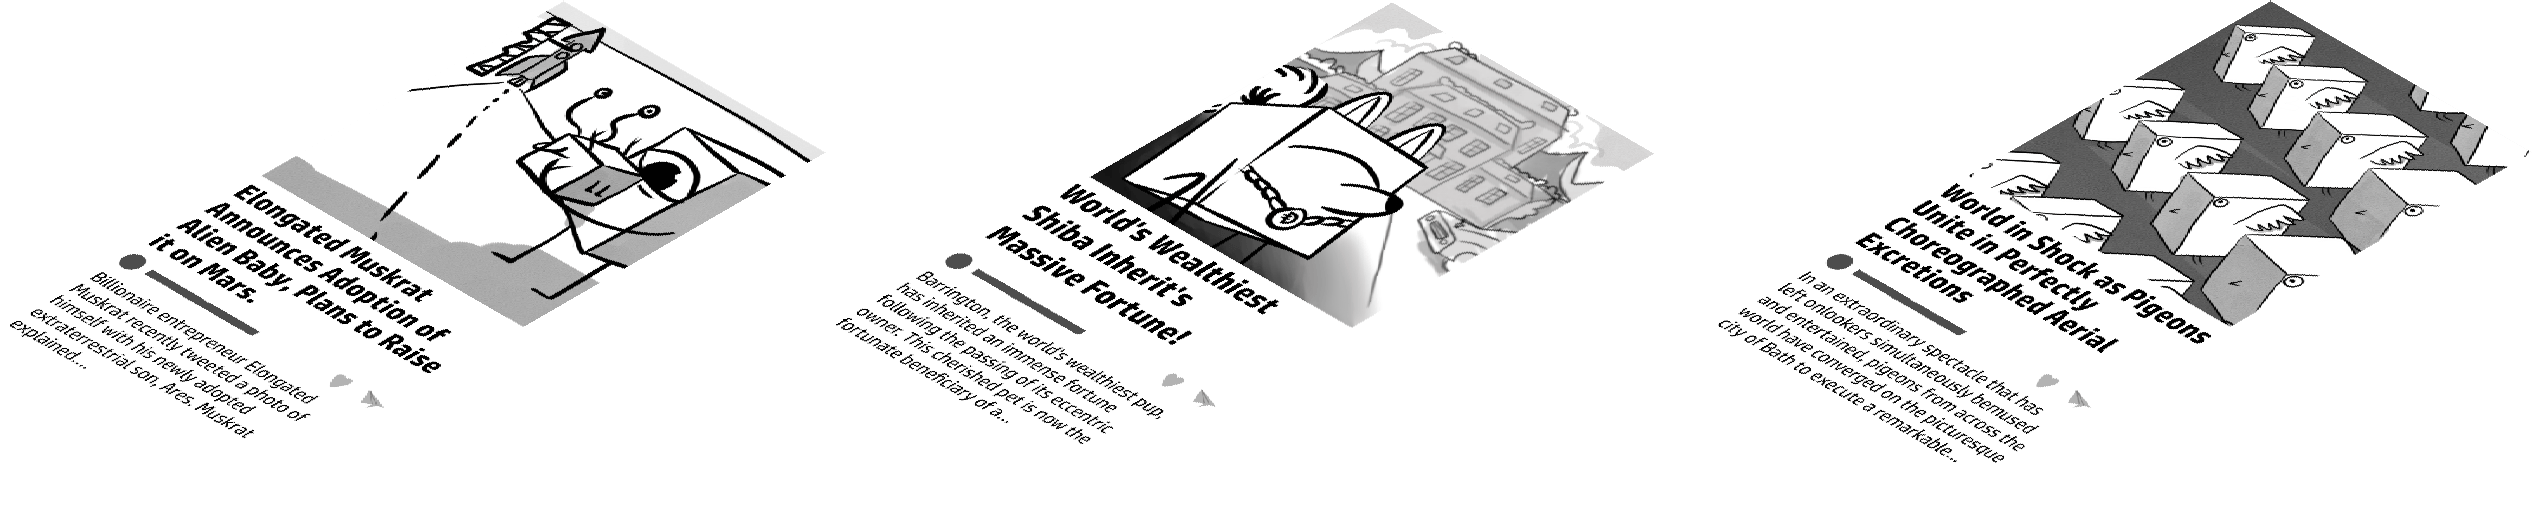 Elongated Muskrat
Announces Adoption of
Alien Baby, Plans to Raise
it on Mars.
Billionaire entrepreneur Elongated
Muskrat recently tweeted a photo of
himself with his newly adopted
extraterrestrial son, Ares. Muskrat
explained....
World's Wealthiest
Shiba Inherit's
Massive Fortune!
Barrington, the world's wealthiest pup,
has inherited an immense fortune
following the passing of its eccentric
owner. This cherished pet is now the
fortunate beneficiary of a...
World in Shock as Pigeons
Unite in Perfectly
Choreographed Aerial
Excretions
In an extraordinary spectacle that has
left onlookers simultaneously bemused
and entertained, pigeons from across the
world have converged on the picturesque
city of Bath to execute a remarkable...